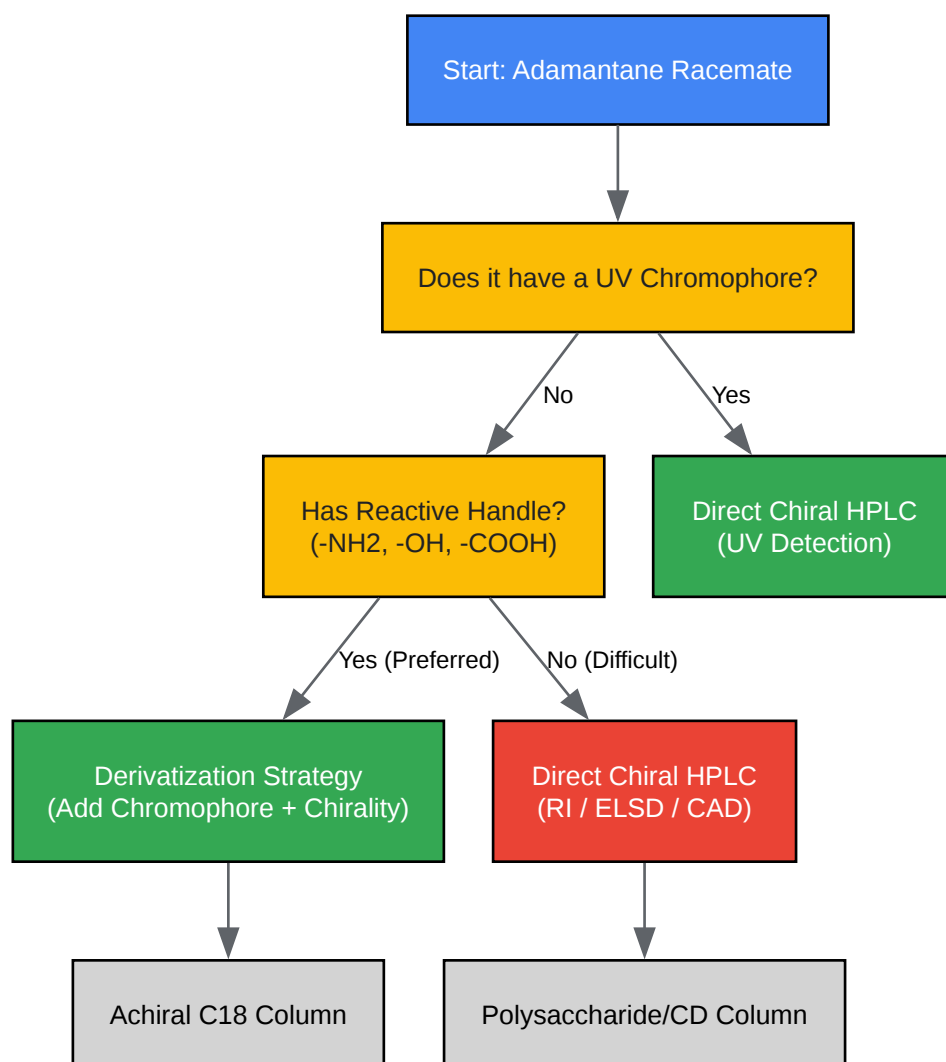 Start: Adamantane Racemate
Does it have a UV Chromophore?
No
Yes
Has Reactive Handle?
(-NH2, -OH, -COOH)
Direct Chiral HPLC
(UV Detection)
Yes (Preferred)
No (Difficult)
Derivatization Strategy
(Add Chromophore + Chirality)
Direct Chiral HPLC
(RI / ELSD / CAD)
Achiral C18 Column
Polysaccharide/CD Column